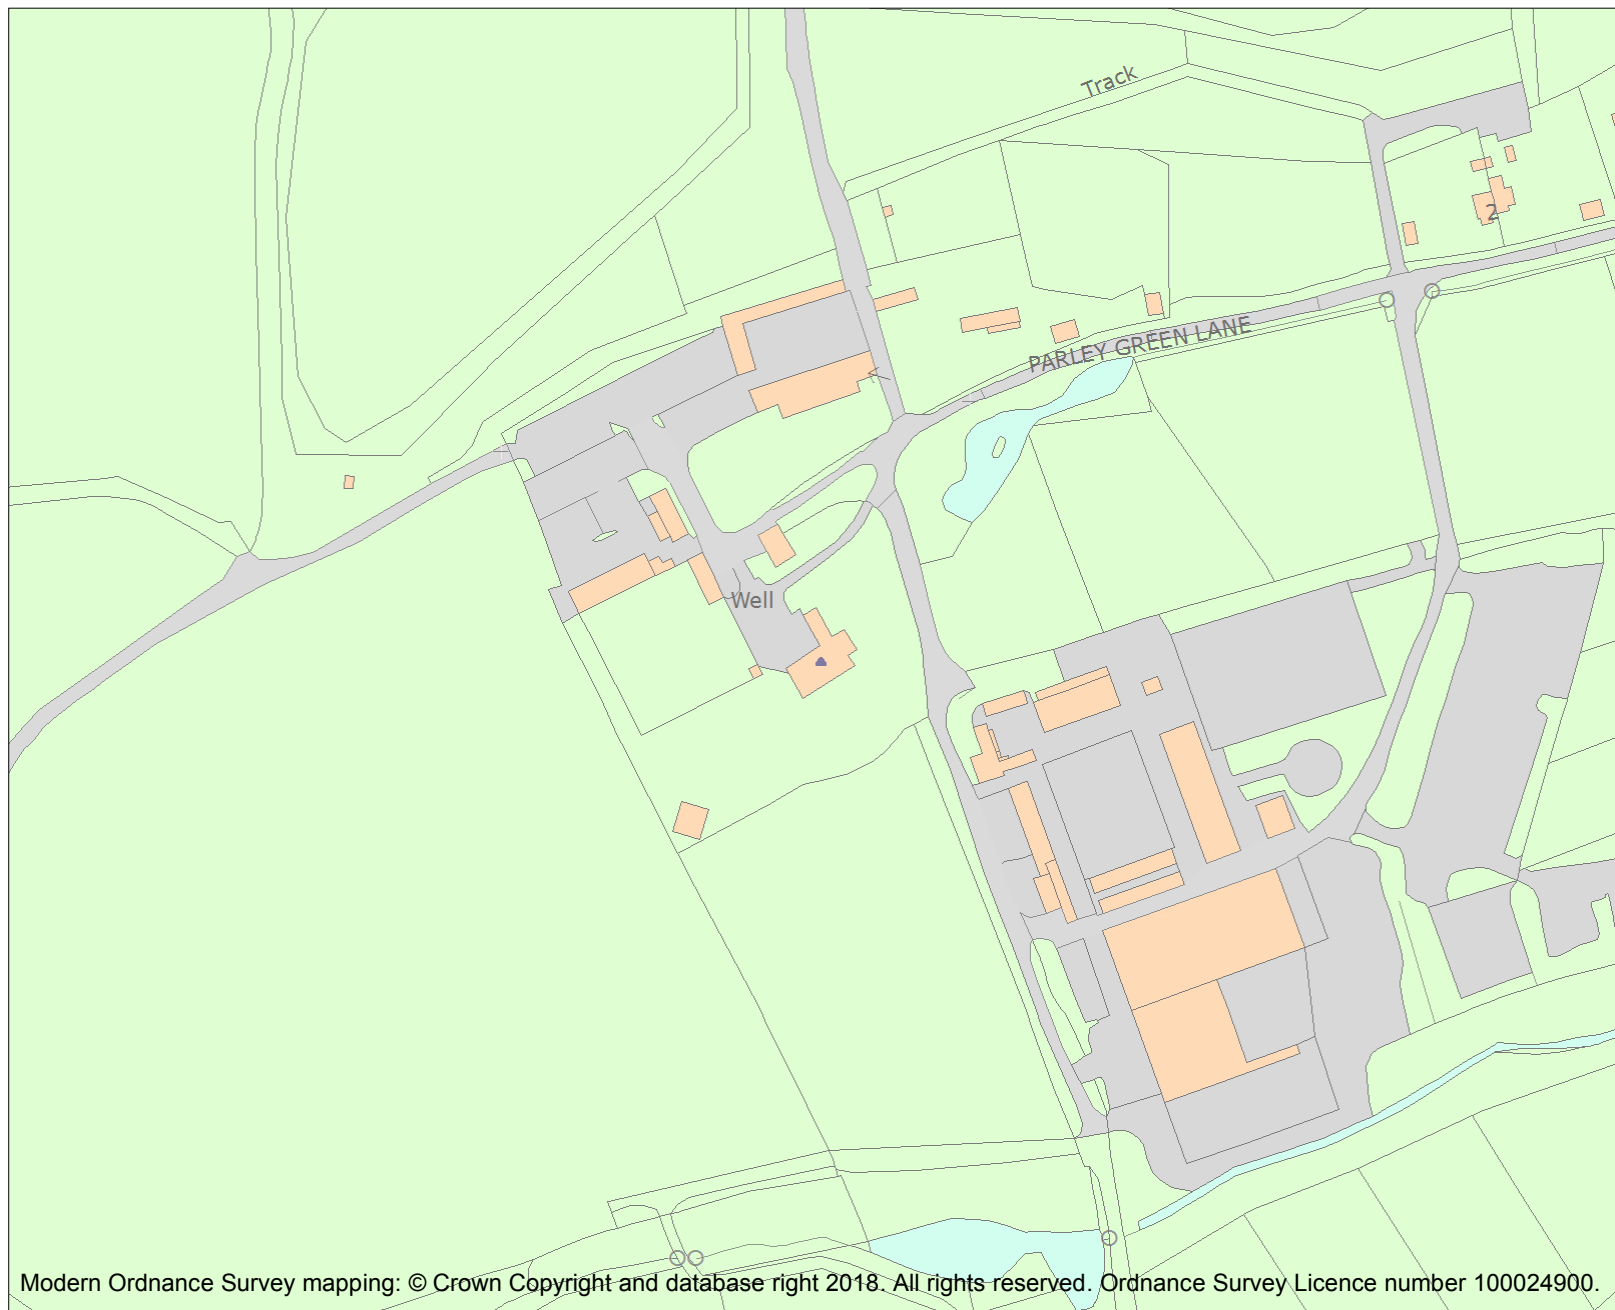 Track
2
PARLEY GREEN LANE
Well
Modern Ordnance Survey mapping: © Crown Copyright and database right 2018. All rights reserved. Ordnance Survey Licence number 100024900.